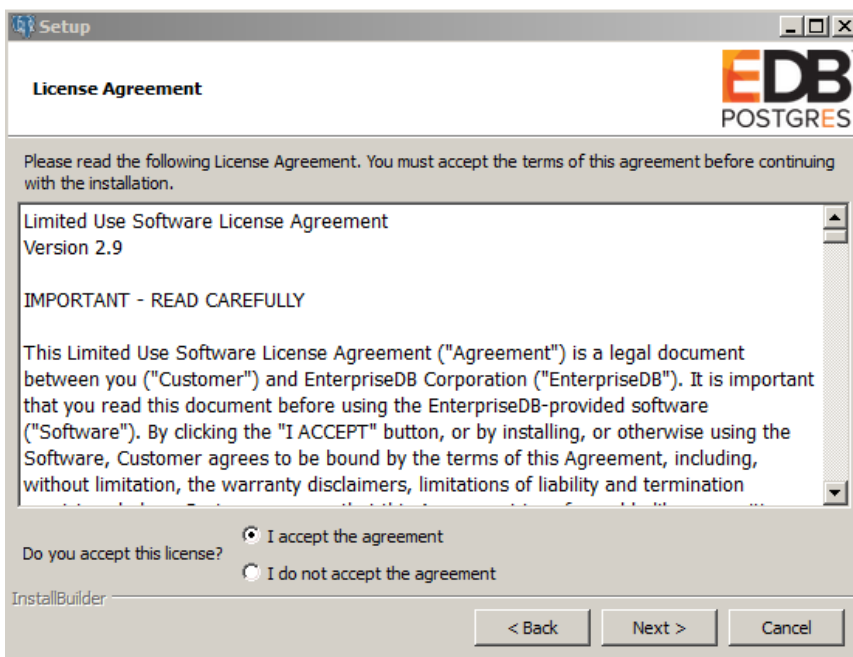 Setup
License Agreement
EDB
POSTGRES
Please read the following License Agreement. You must accept the terms of this agreement before continuing
with the installation.
Limited Use Software License Agreement
Version 2.9
IMPORTANT - READ CAREFULLY
This Limited Use Software License Agreement ("Agreement") is a legal document
between you ("Customer") and EnterpriseDB Corporation ("EnterpriseDB"). It is important
that you read this document before using the EnterpriseDB-provided software
("Software"). By clicking the "I ACCEPT" button, or by installing, or otherwise using the
Software, Customer agrees to be bound by the terms of this Agreement, including,
without limitation, the warranty disclaimers, limitations of liability and termination
Do you accept this license?
I accept the agreement
I do not accept the agreement
InstallBuilder
< Back
Next >
Cancel